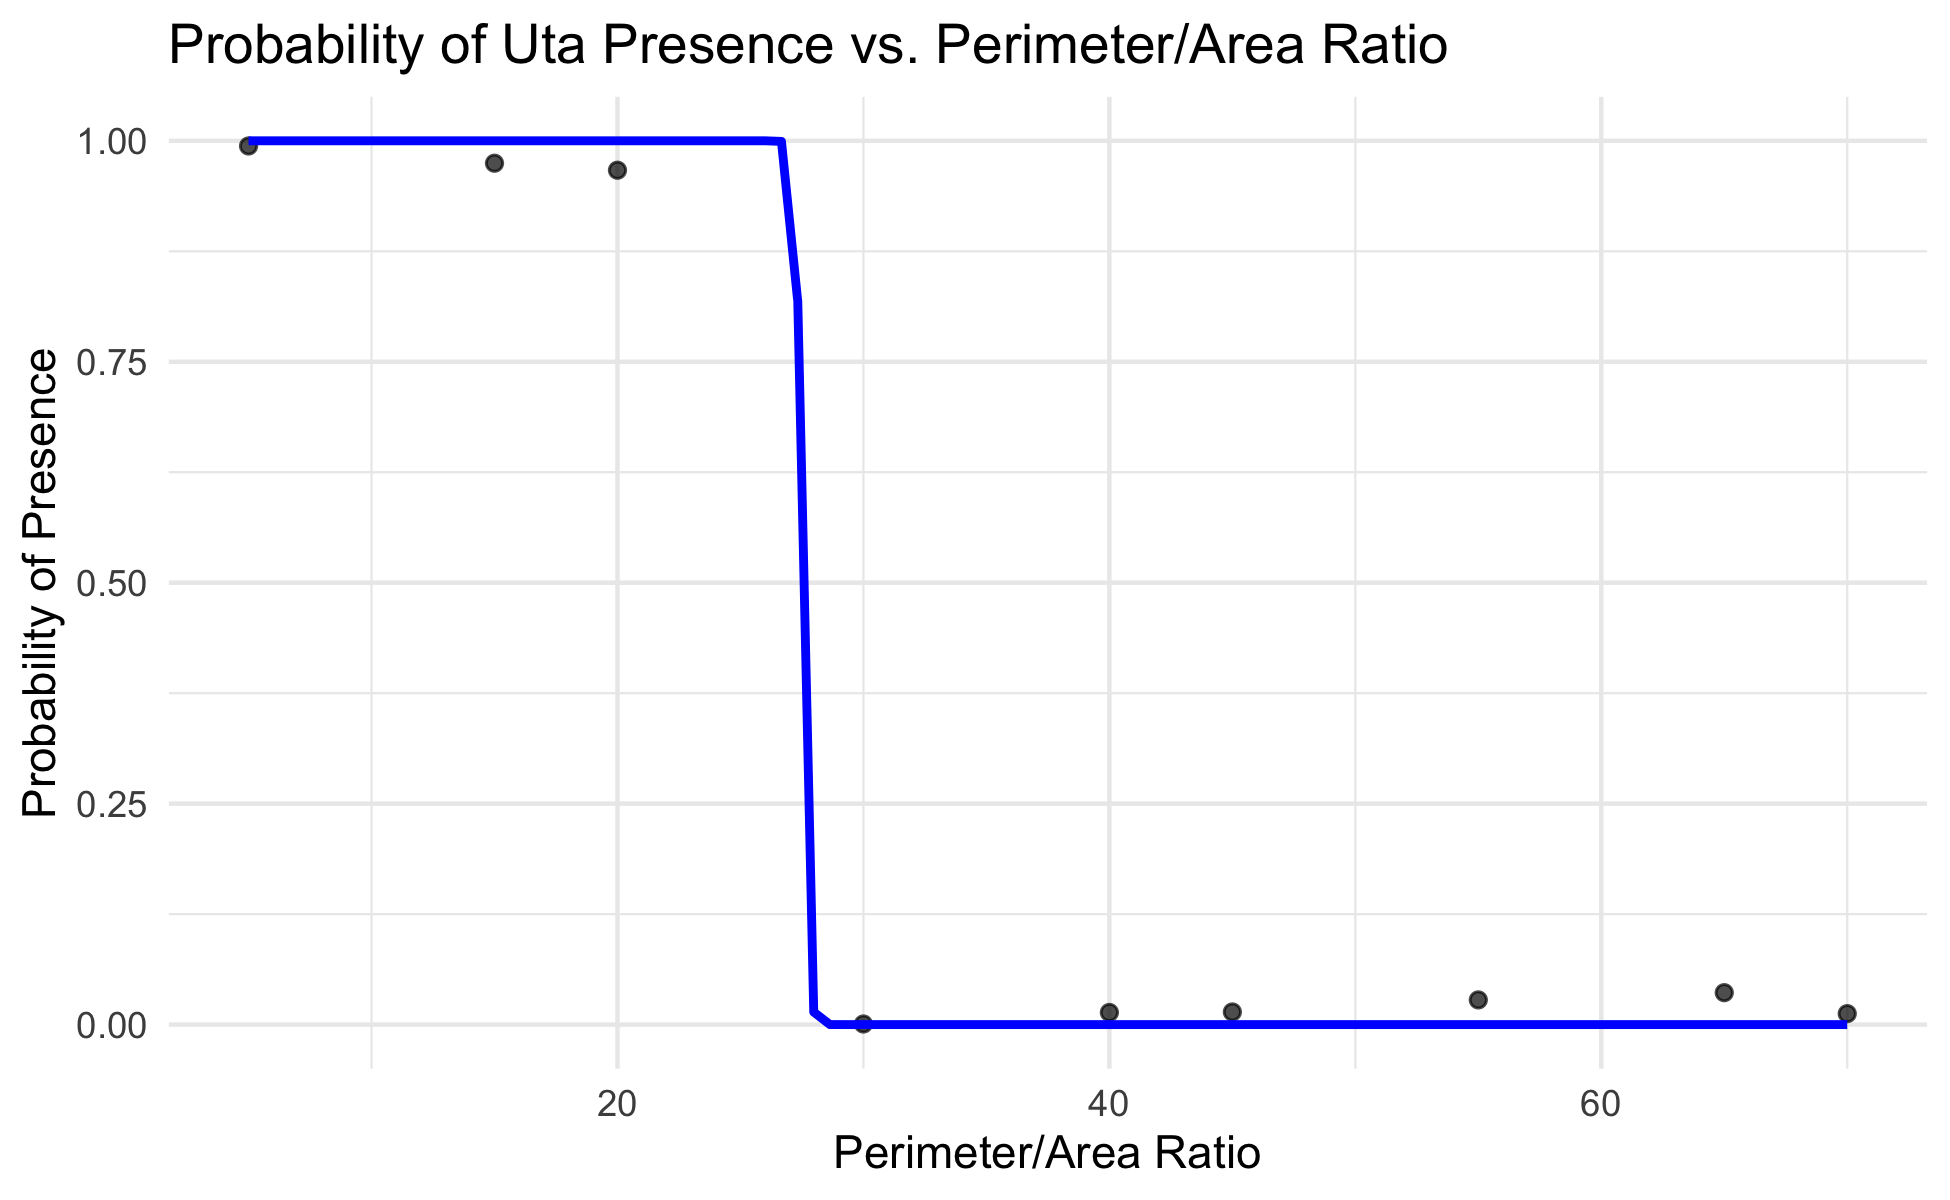 Probability of Uta Presence vs. Perimeter/Area Ratio
Probability of Presence
1.00
0.75
0.50
0.25
0.00
20 40 60
Perimeter/Area Ratio